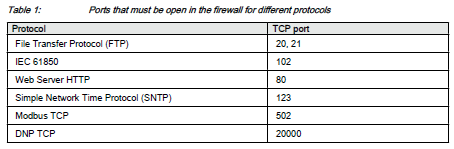 Table 1: Ports that must be open in the firewall for different protocols
Protocol TCP port
File Transfer Protocol (FTP) 20, 21
IEC 61850 102
Web Server HTTP 80
Simple Network Time Protocol (SNTP) 123
Modbus TCP 502
DNP TCP 20000